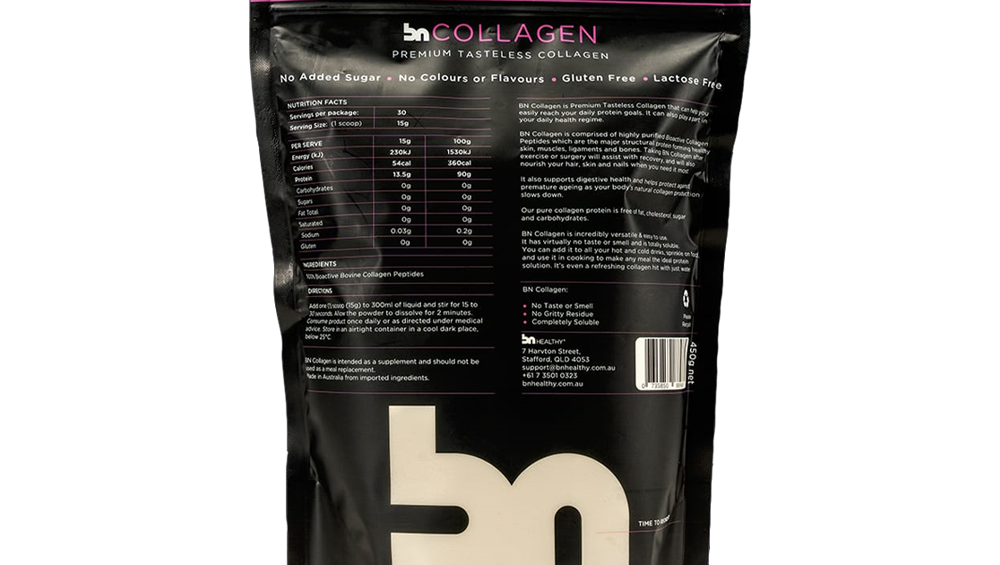 bn COLLAGEN
PREMIUM TASTELESS COLLAGEN
No Added Sugar • No Colours or Flavours • Gluten Free • Lactose Free
NUTRITION FACTS
Servings per package: 30
Serving Size: (1 scoop) 15g
PER SERVE 15g 100g
Energy (kJ) 230kJ 1530kJ
Calories 54cal 360cal
Protein 13.5g 90g
Carbohydrates 0g 0g
Sugars 0g 0g
Fat Total 0g 0g
Saturated 0g 0g
Sodium 0.03g 0.2g
Gluten 0g 0g
INGREDIENTS
100% Bioactive Bovine Collagen Peptides
DIRECTIONS
Add one (1) scoop (15g) to 300ml of liquid and stir for 15 to
30 seconds. Allow the powder to dissolve for 2 minutes.
Consume product once daily or as directed under medical
advice. Store in an airtight container in a cool dark place,
below 25°C.
BN Collagen is intended as a supplement and should not be
used as a meal replacement.
Made in Australia from imported ingredients.
BN Collagen is Premium Tasteless Collagen that can help you
easily reach your daily protein goals. It can also play a part in
your daily health regime.
BN Collagen is comprised of highly purified Bioactive Collagen
Peptides which are the major structural protein forming healthy
skin, muscles, ligaments and bones. Taking BN Collagen after
exercise or surgery will assist with recovery, and will also
nourish your hair, skin and nails when you need it most.
It also supports digestive health and helps protect against
premature ageing as your body's natural collagen production
slows down.
Our pure collagen protein is free of fat, cholesterol, sugar
and carbohydrates.
BN Collagen is incredibly versatile & easy to use.
It has virtually no taste or smell and is totally soluble.
You can add it to all your hot and cold drinks, sprinkle on food,
and use it in cooking to make any meal the ideal protein
solution. It's even a refreshing collagen hit with just water
BN Collagen:
• No Taste or Smell
• No Gritty Residue
• Completely Soluble
Please
bn HEALTHY
7 Harvton Street,
Stafford, QLD 4053
support@bnhealthy.com.au
+61 7 3501 0323
bnhealthy.com.au
450g net
0 735850
bn
TIME TO